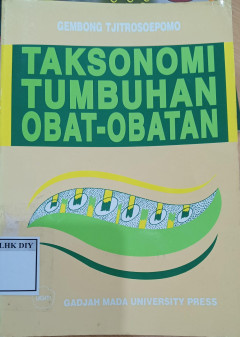 GEMBONG TJITROSOEPOMO
TAKSONOMI
TUMBUHAN
OBAT-OBATAN
LHK DIY
GADJAH MADA UNIVERSITY PRESS